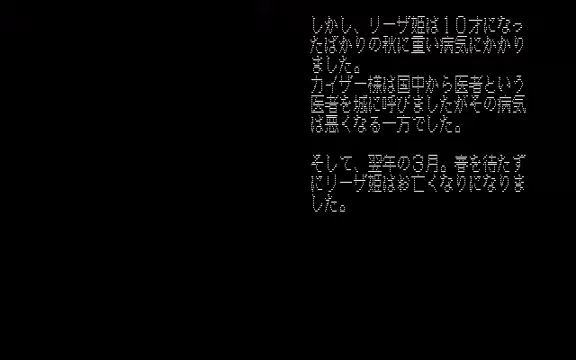 しかし、リーザ姫は１０才になっ
たばかりの秋に重い病気にかかり
ました。
カイザー様は国中から医者という
医者を城に呼びましたがその病気
は悪くなる一方でした。
そして、翌年の３月。春を待たず
にリーザ姫はお亡くなりになりま
した。